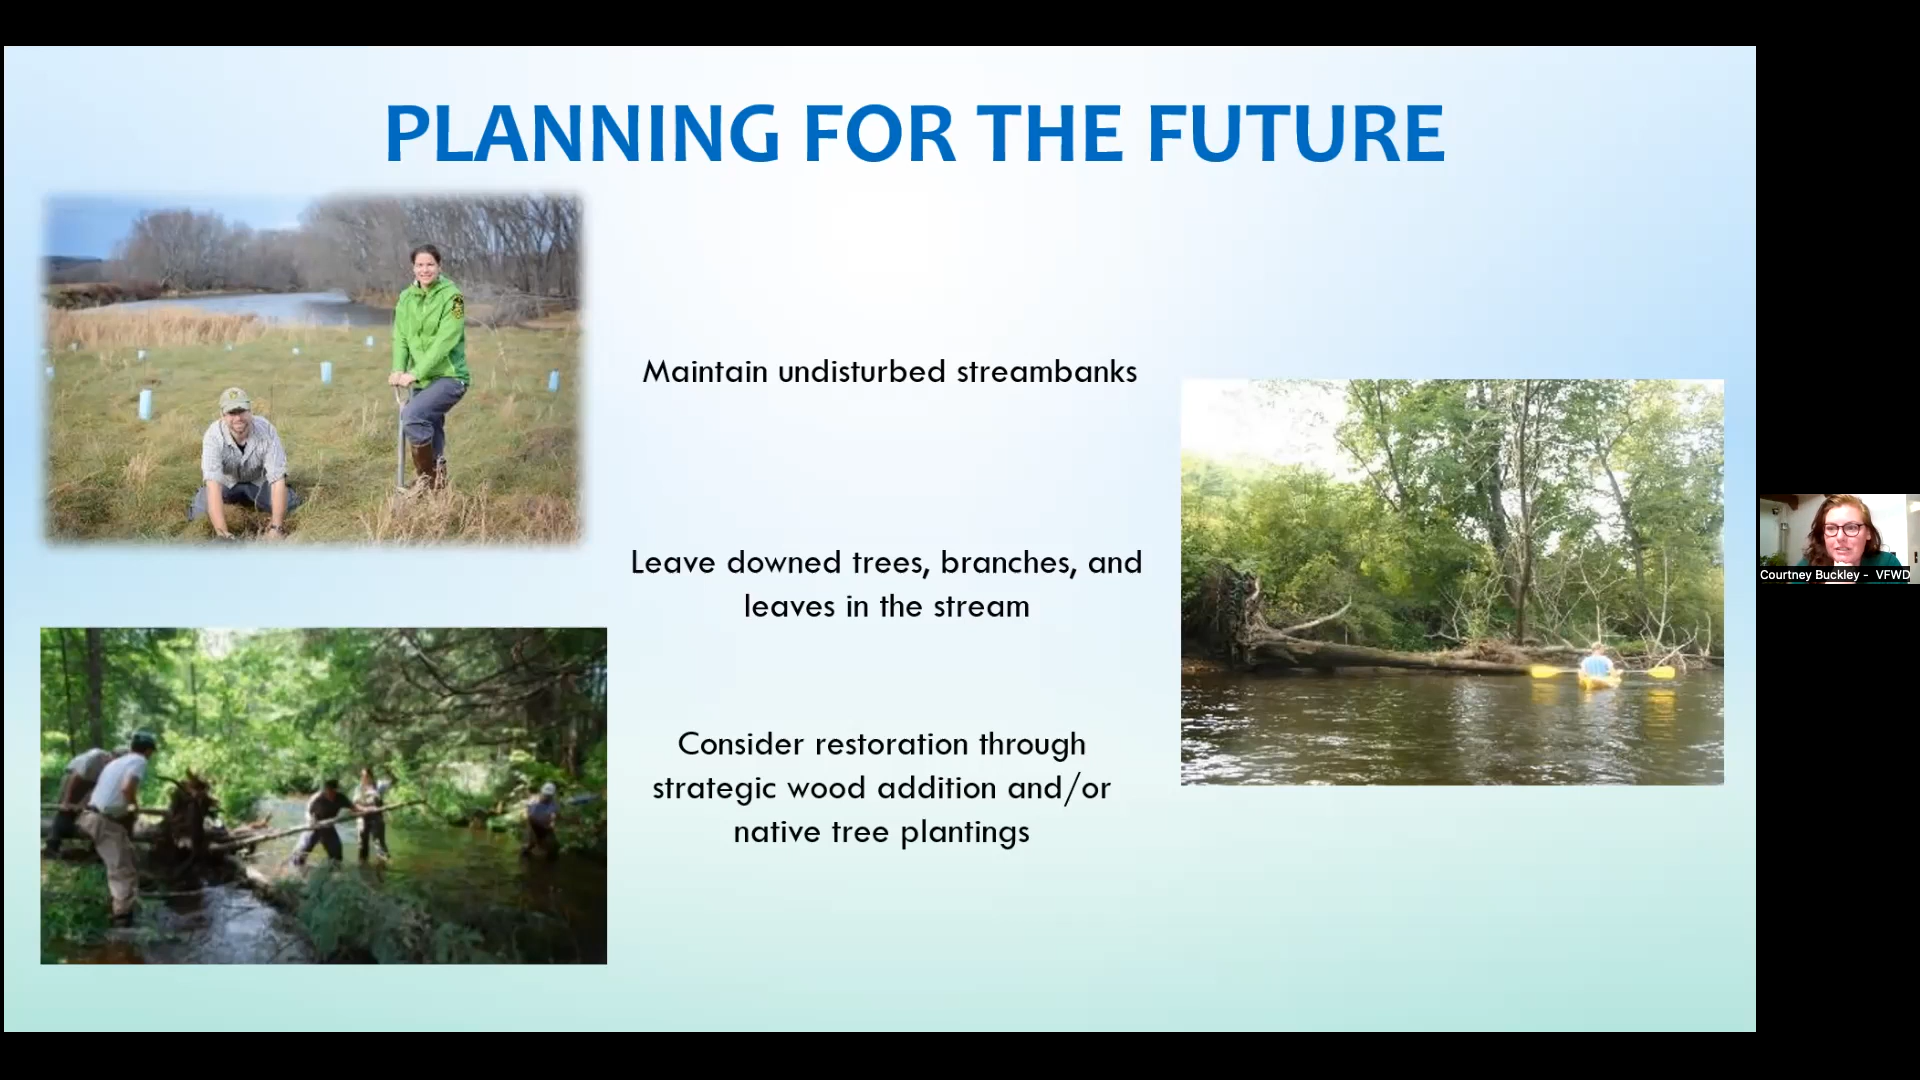 PLANNING FOR THE FUTURE
Maintain undisturbed streambanks
Leave downed trees, branches, and
leaves in the stream
Consider restoration through
strategic wood addition and/or
native tree plantings
Courtney Buckley - VFWD